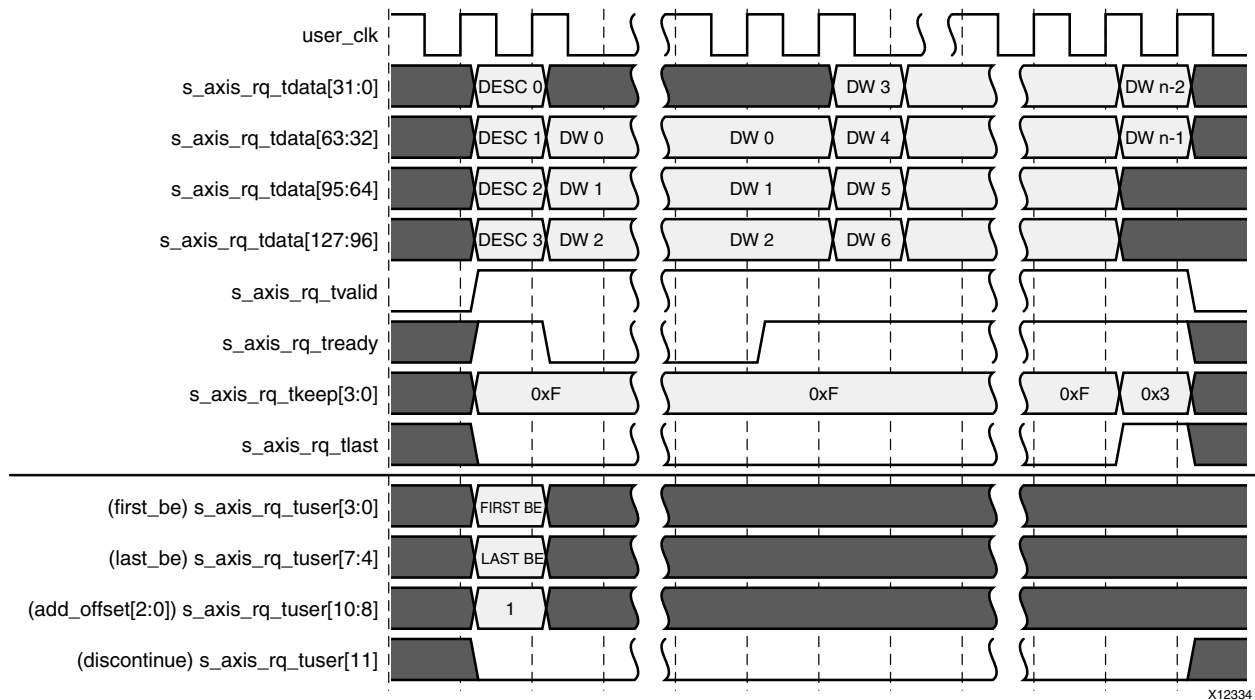 user_clk
s_axis_rq_tdata[31:0] DESC 0 DW 3 DW n-2
s_axis_rq_tdata[63:32] DESC 1 DW 0 DW 0 DW 4 DW n-1
s_axis_rq_tdata[95:64] DESC 2 DW 1 DW 1 DW 5
s_axis_rq_tdata[127:96] DESC 3 DW 2 DW 2 DW 6
s_axis_rq_tvalid
s_axis_rq_tready
s_axis_rq_tkeep[3:0] 0xF 0xF 0xF 0x3
s_axis_rq_tlast
(first_be) s_axis_rq_tuser[3:0] FIRST BE
(last_be) s_axis_rq_tuser[7:4] LAST BE
(add_offset[2:0]) s_axis_rq_tuser[10:8] 1
(discontinue) s_axis_rq_tuser[11]
X12334